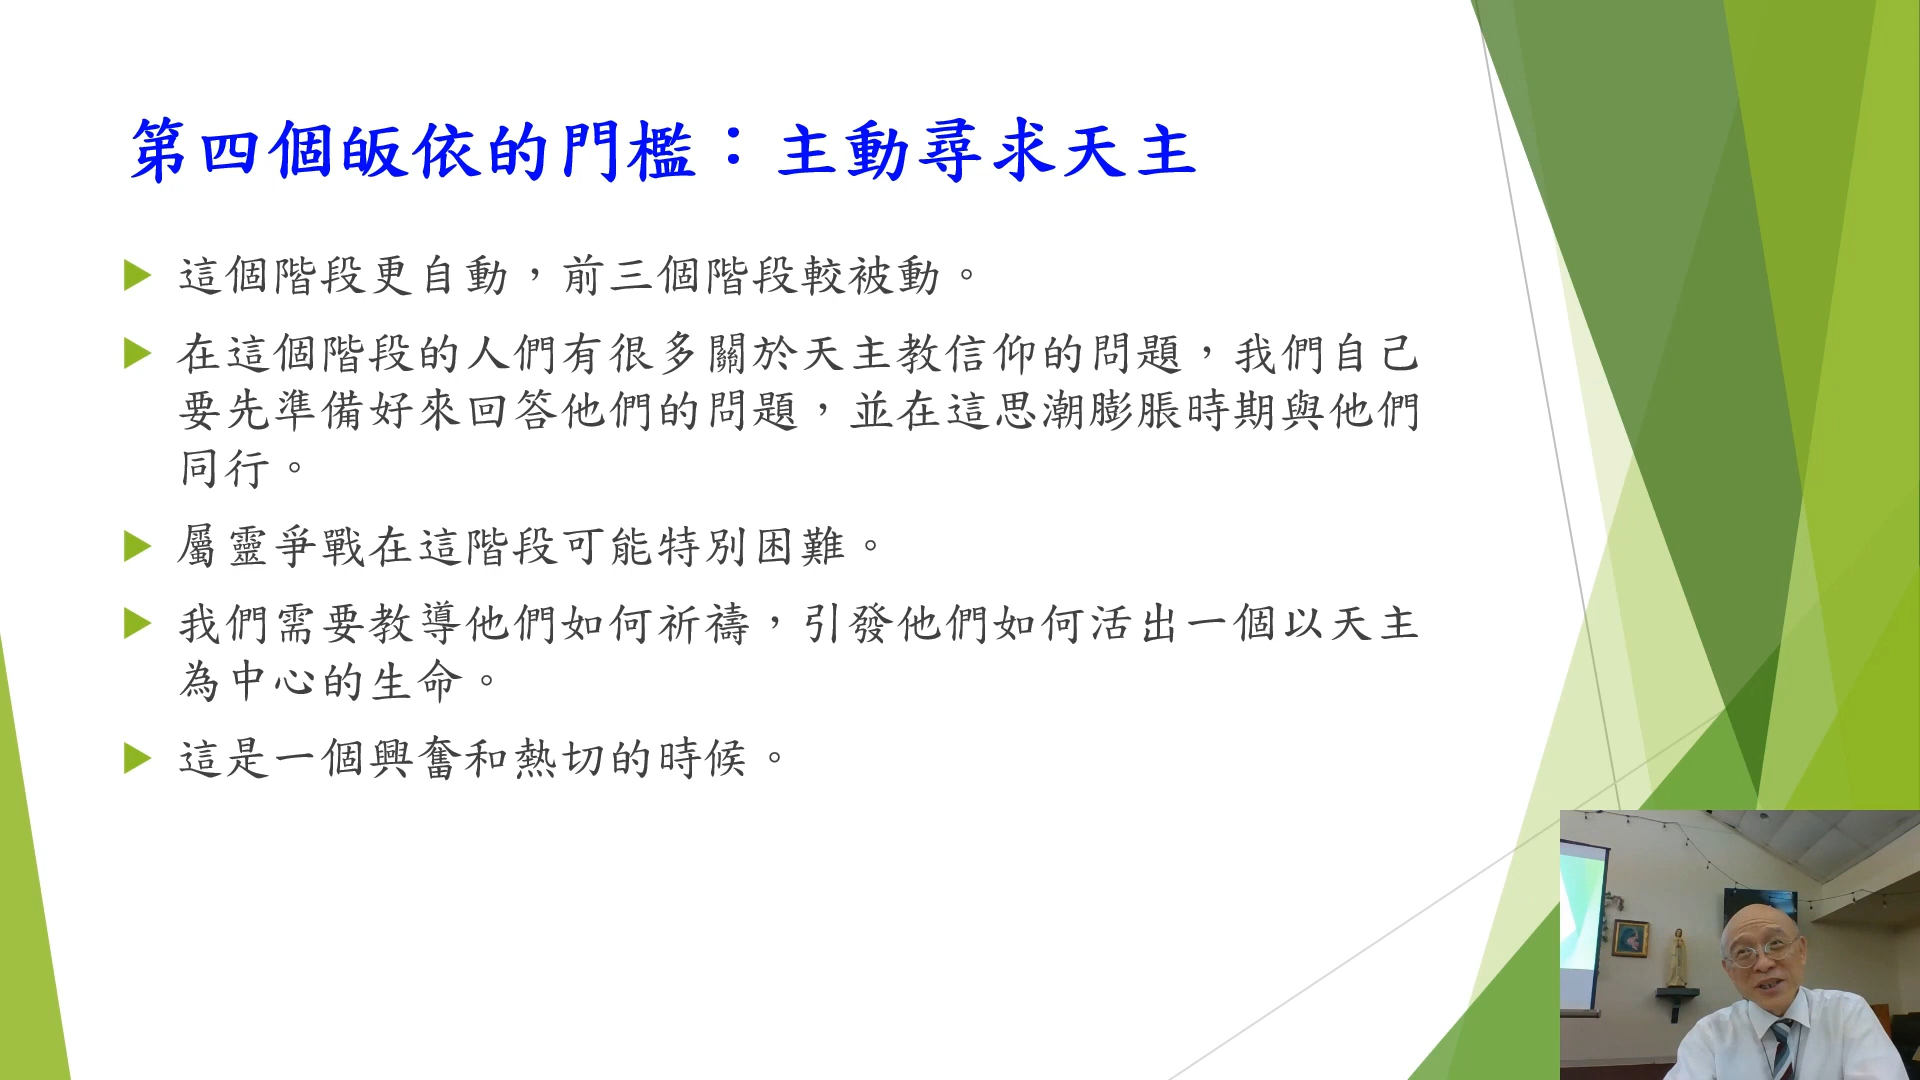 第四個皈依的門檻：主動尋求天主
這個階段更自動，前三個階段較被動。
在這個階段的人們有很多關於天主教信仰的問題，我們自己
要先準備好來回答他們的問題，並在這思潮膨脹時期與他們
同行。
屬靈爭戰在這階段可能特別困難。
我們需要教導他們如何祈禱，引發他們如何活出一個以天主
為中心的生命。
這是一個興奮和熱切的時候。